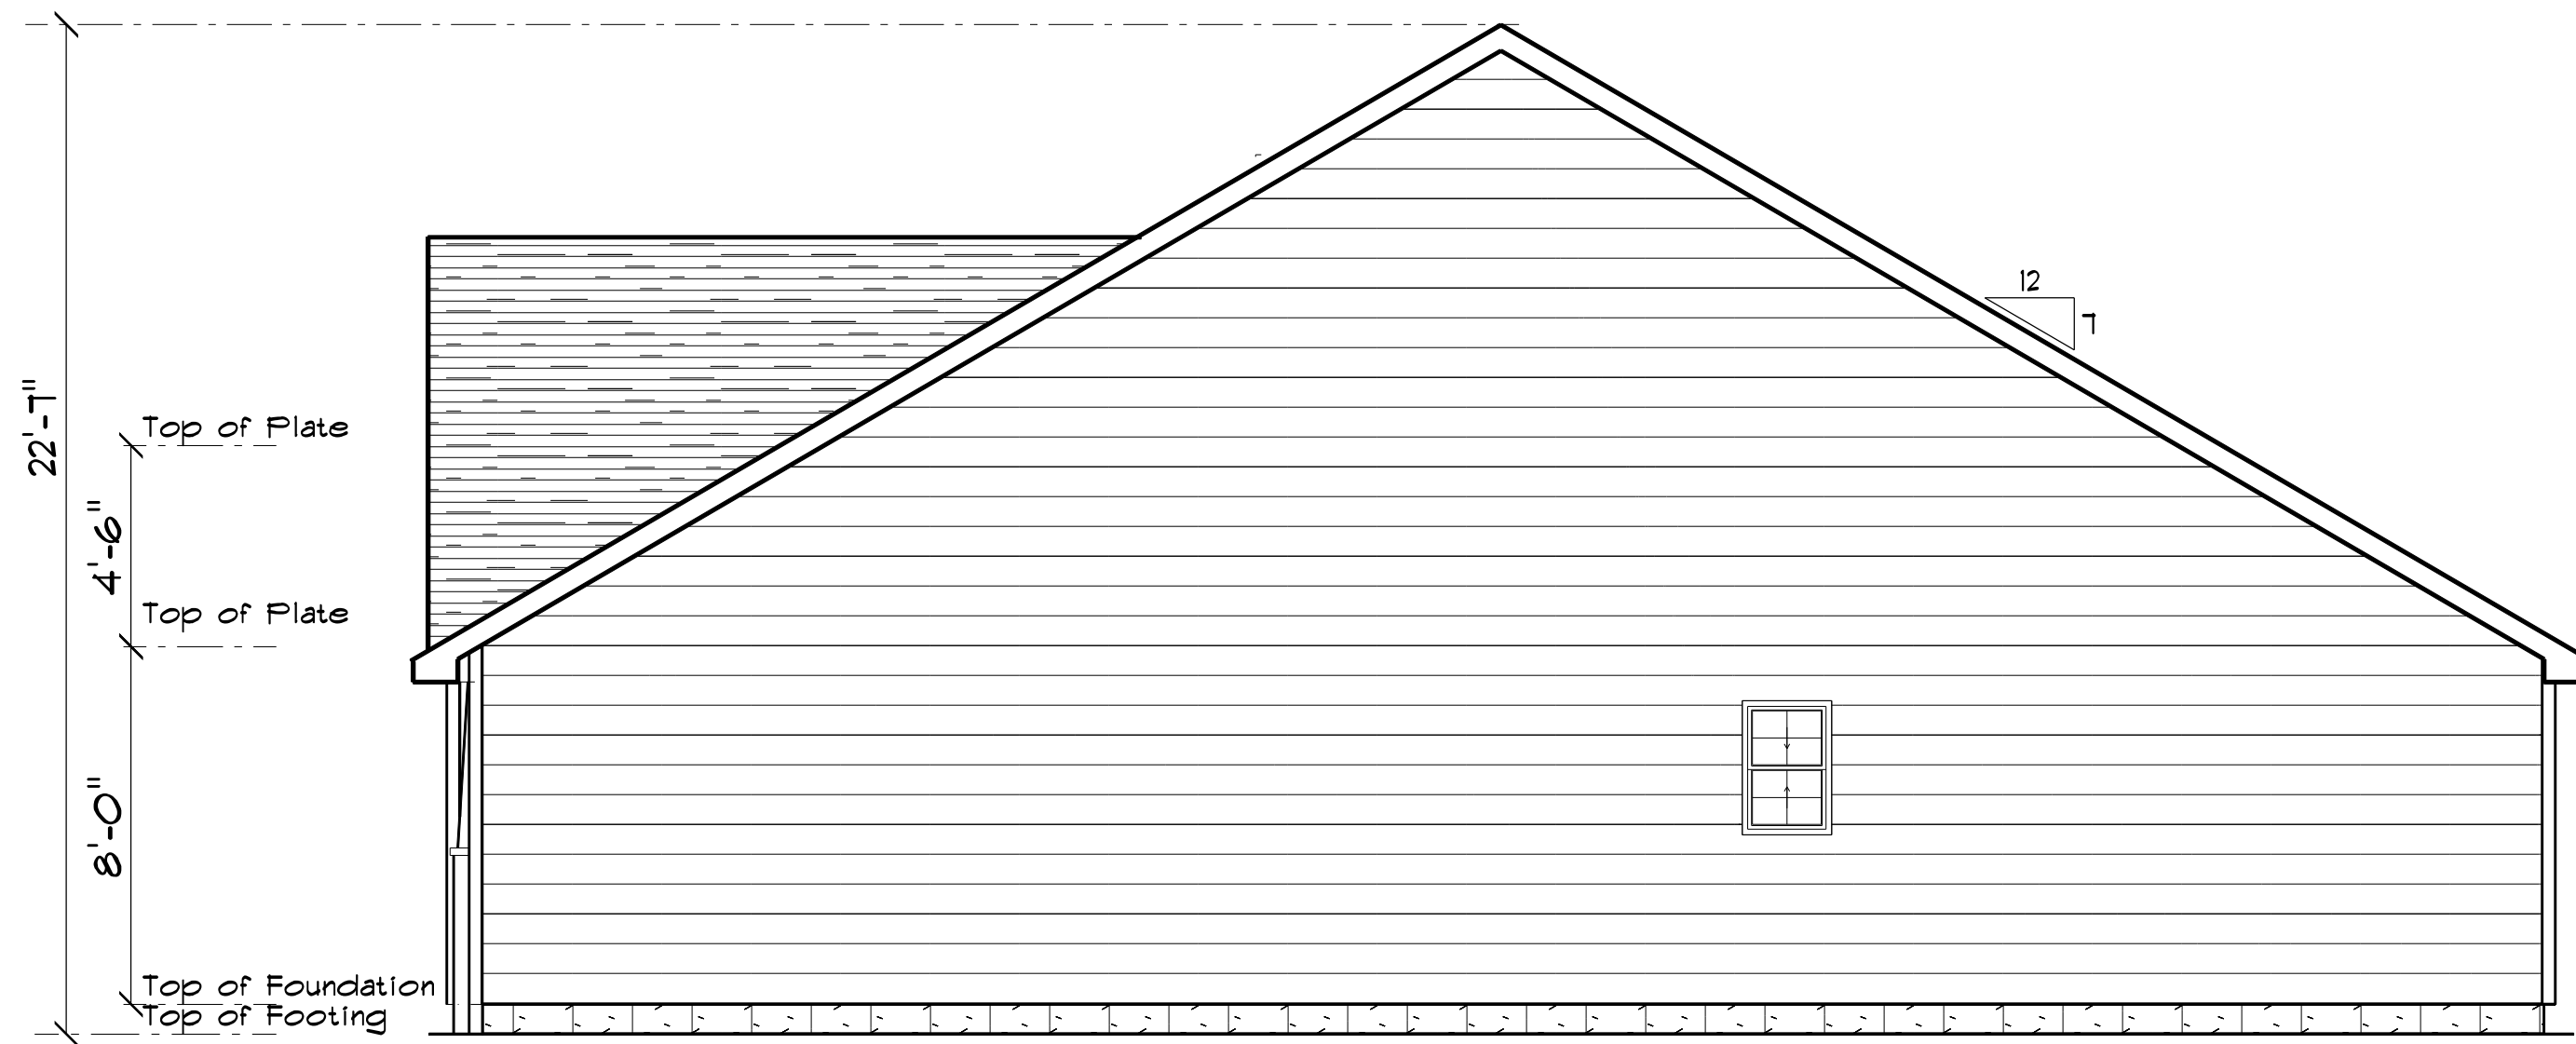 12
7
22'-7"
Top of Plate
4'-6"
Top of Plate
8'-0"
Top of Foundation
Top of Footing